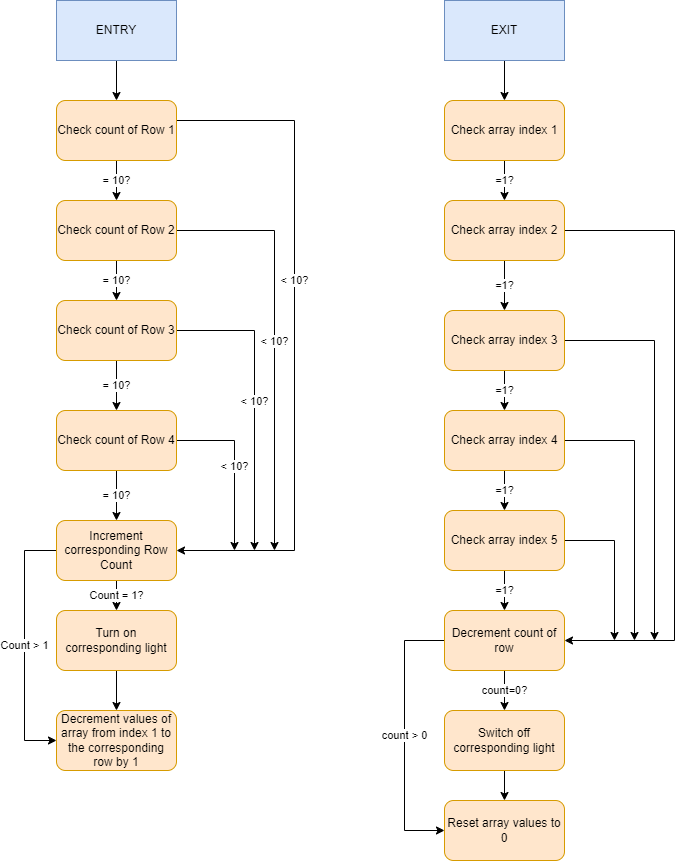 ENTRY
Check count of Row 1
= 10?
Check count of Row 2
= 10?
Check count of Row 3
= 10?
Check count of Row 4
= 10?
< 10?
< 10?
< 10?
< 10?
Increment
corresponding Row
Count
Count = 1?
Count > 1
Turn on
corresponding light
Decrement values of
array from index 1 to
the corresponding
row by 1
EXIT
Check array index 1
=1?
Check array index 2
=1?
Check array index 3
=1?
Check array index 4
=1?
Check array index 5
=1?
Decrement count of
row
count=0?
count > 0
Switch off
corresponding light
Reset array values to
0